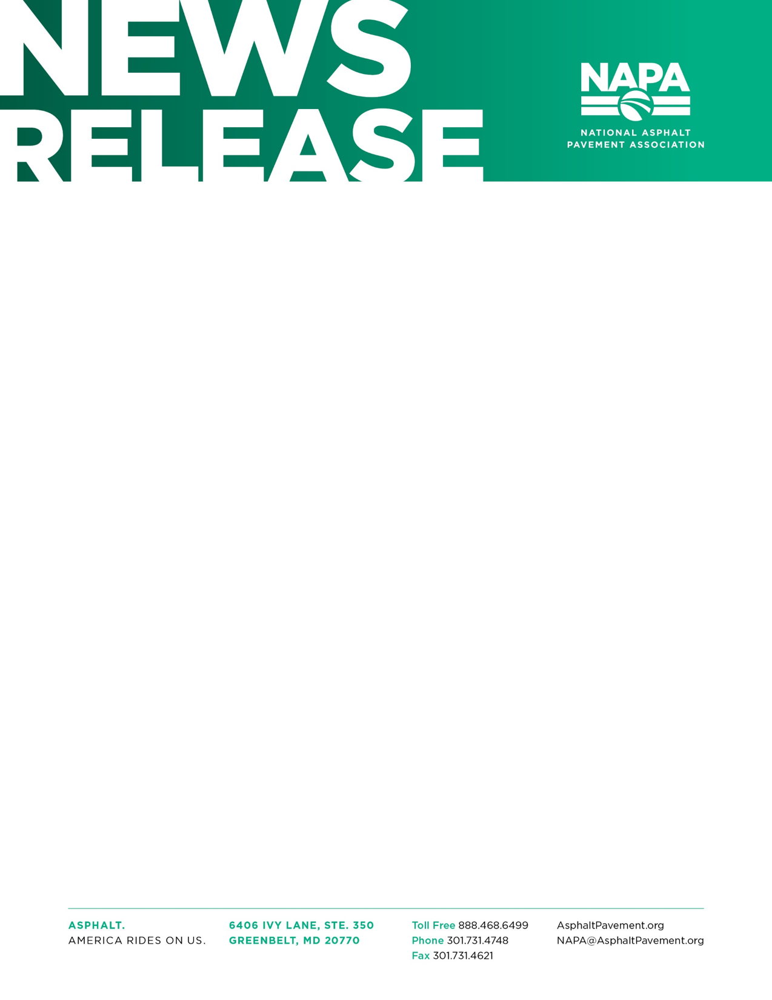 NEWS
RELEASE
NAPA
NATIONAL ASPHALT
PAVEMENT ASSOCIATION
ASPHALT.
AMERICA RIDES ON US.
6406 IVY LANE, STE. 350
GREENBELT, MD 20770
Toll Free 888.468.6499
Phone 301.731.4748
Fax 301.731.4621
AsphaltPavement.org
NAPA@AsphaltPavement.org